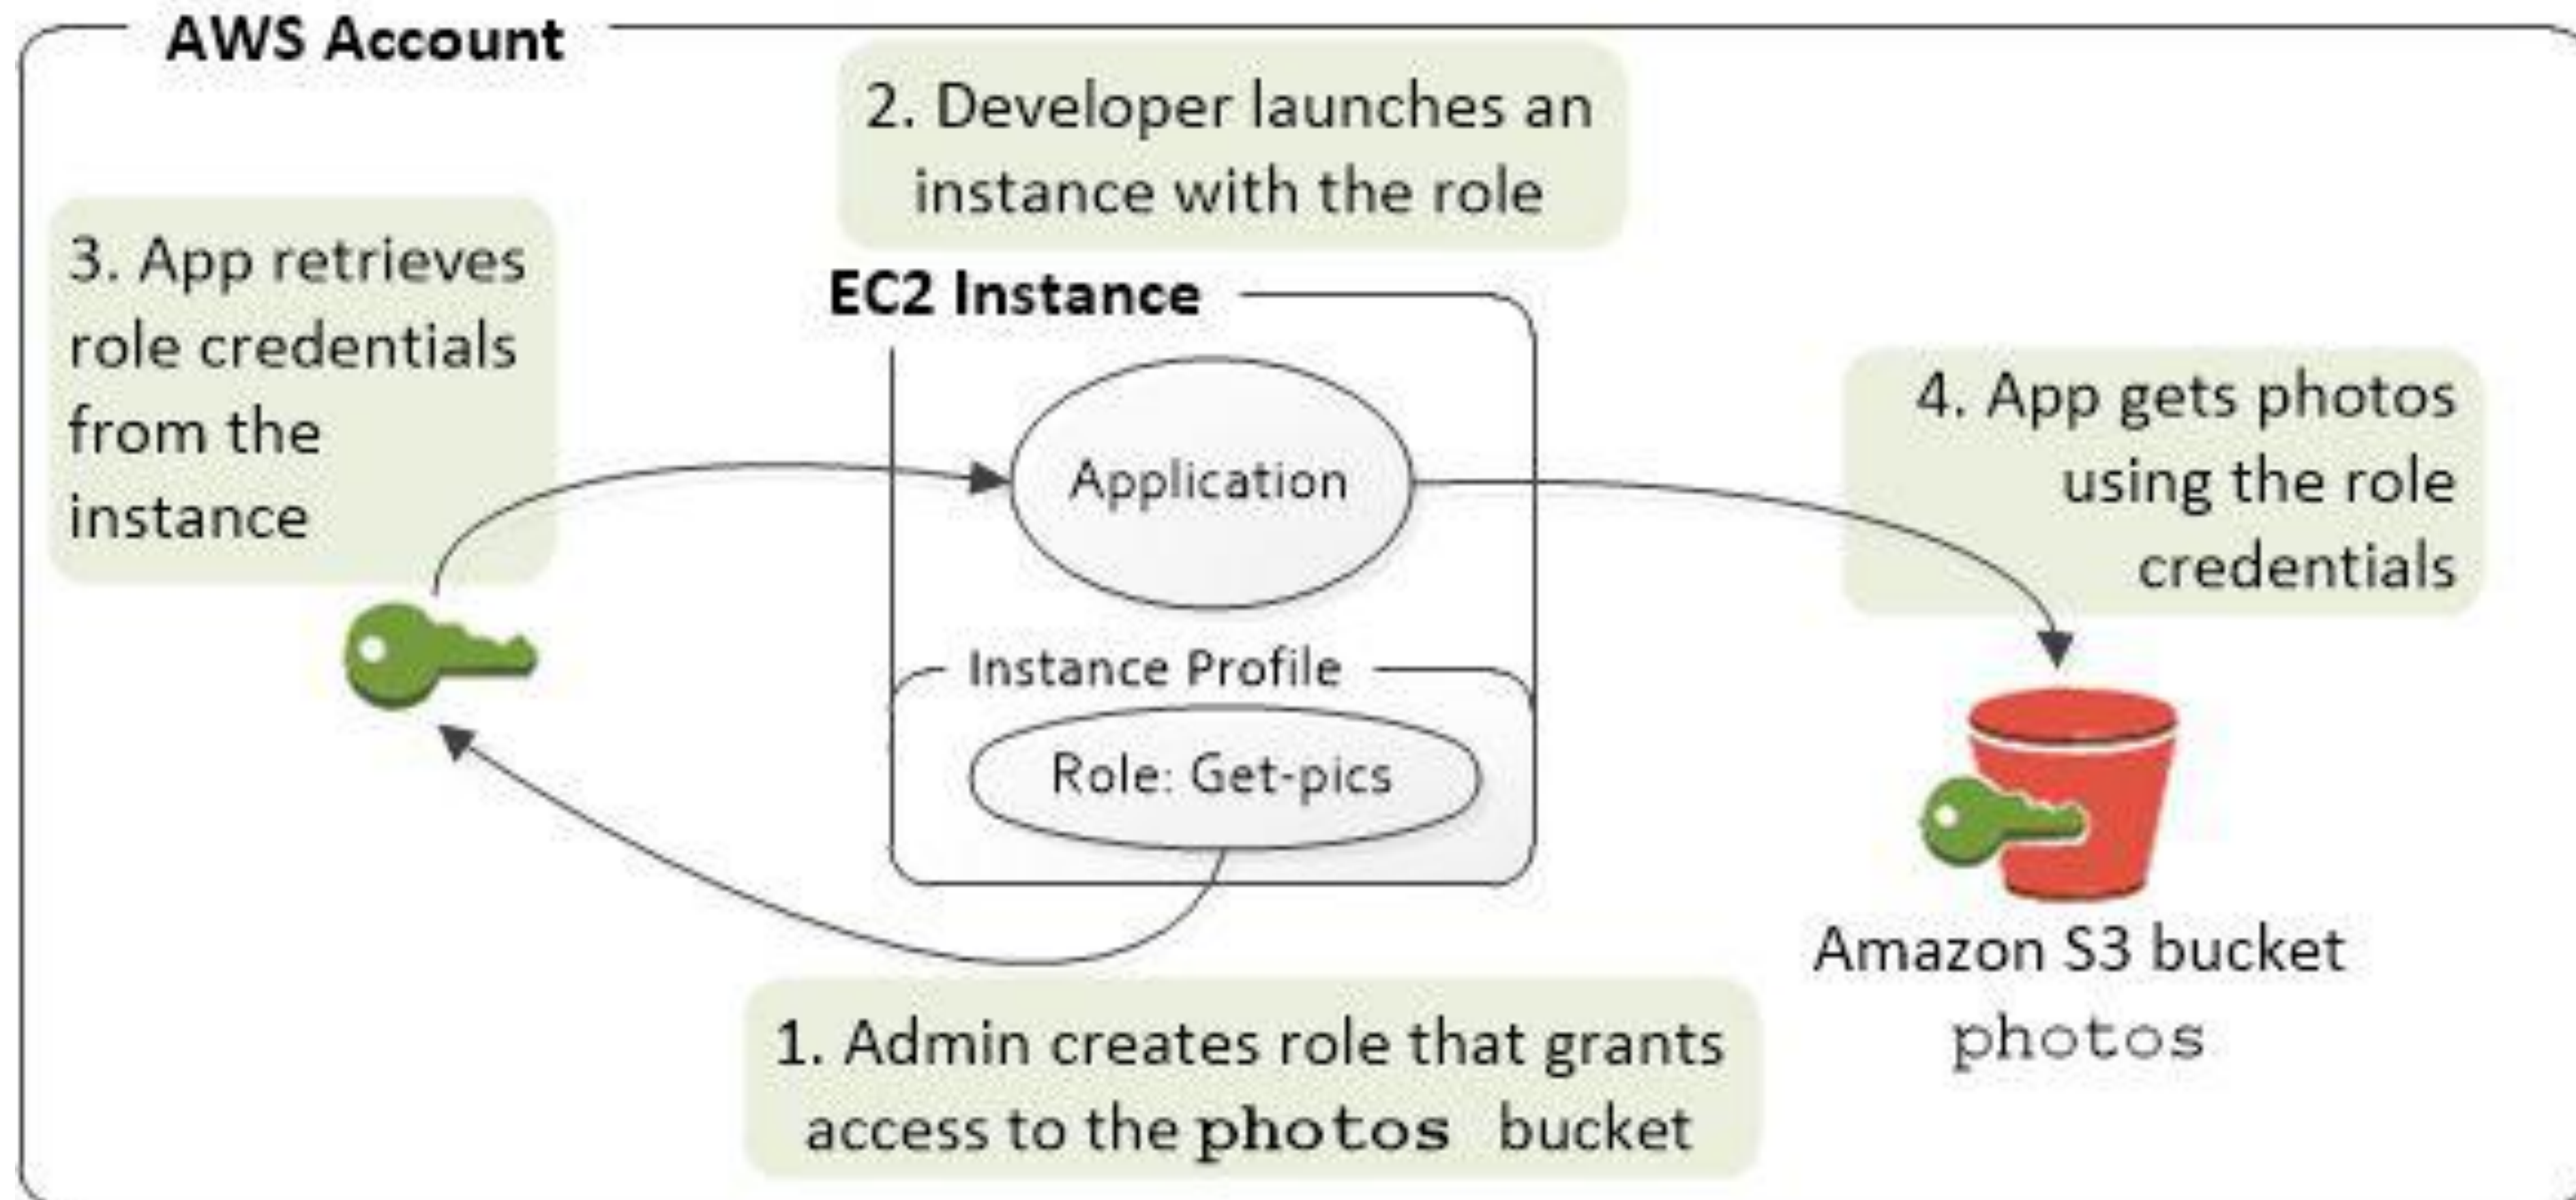 AWS Account
2. Developer launches an
instance with the role
3. App retrieves
role credentials
from the
instance
EC2 Instance
Application
4. App gets photos
using the role
credentials
Instance Profile
Role: Get-pics
Amazon S3 bucket
photos
1. Admin creates role that grants
access to the photos bucket